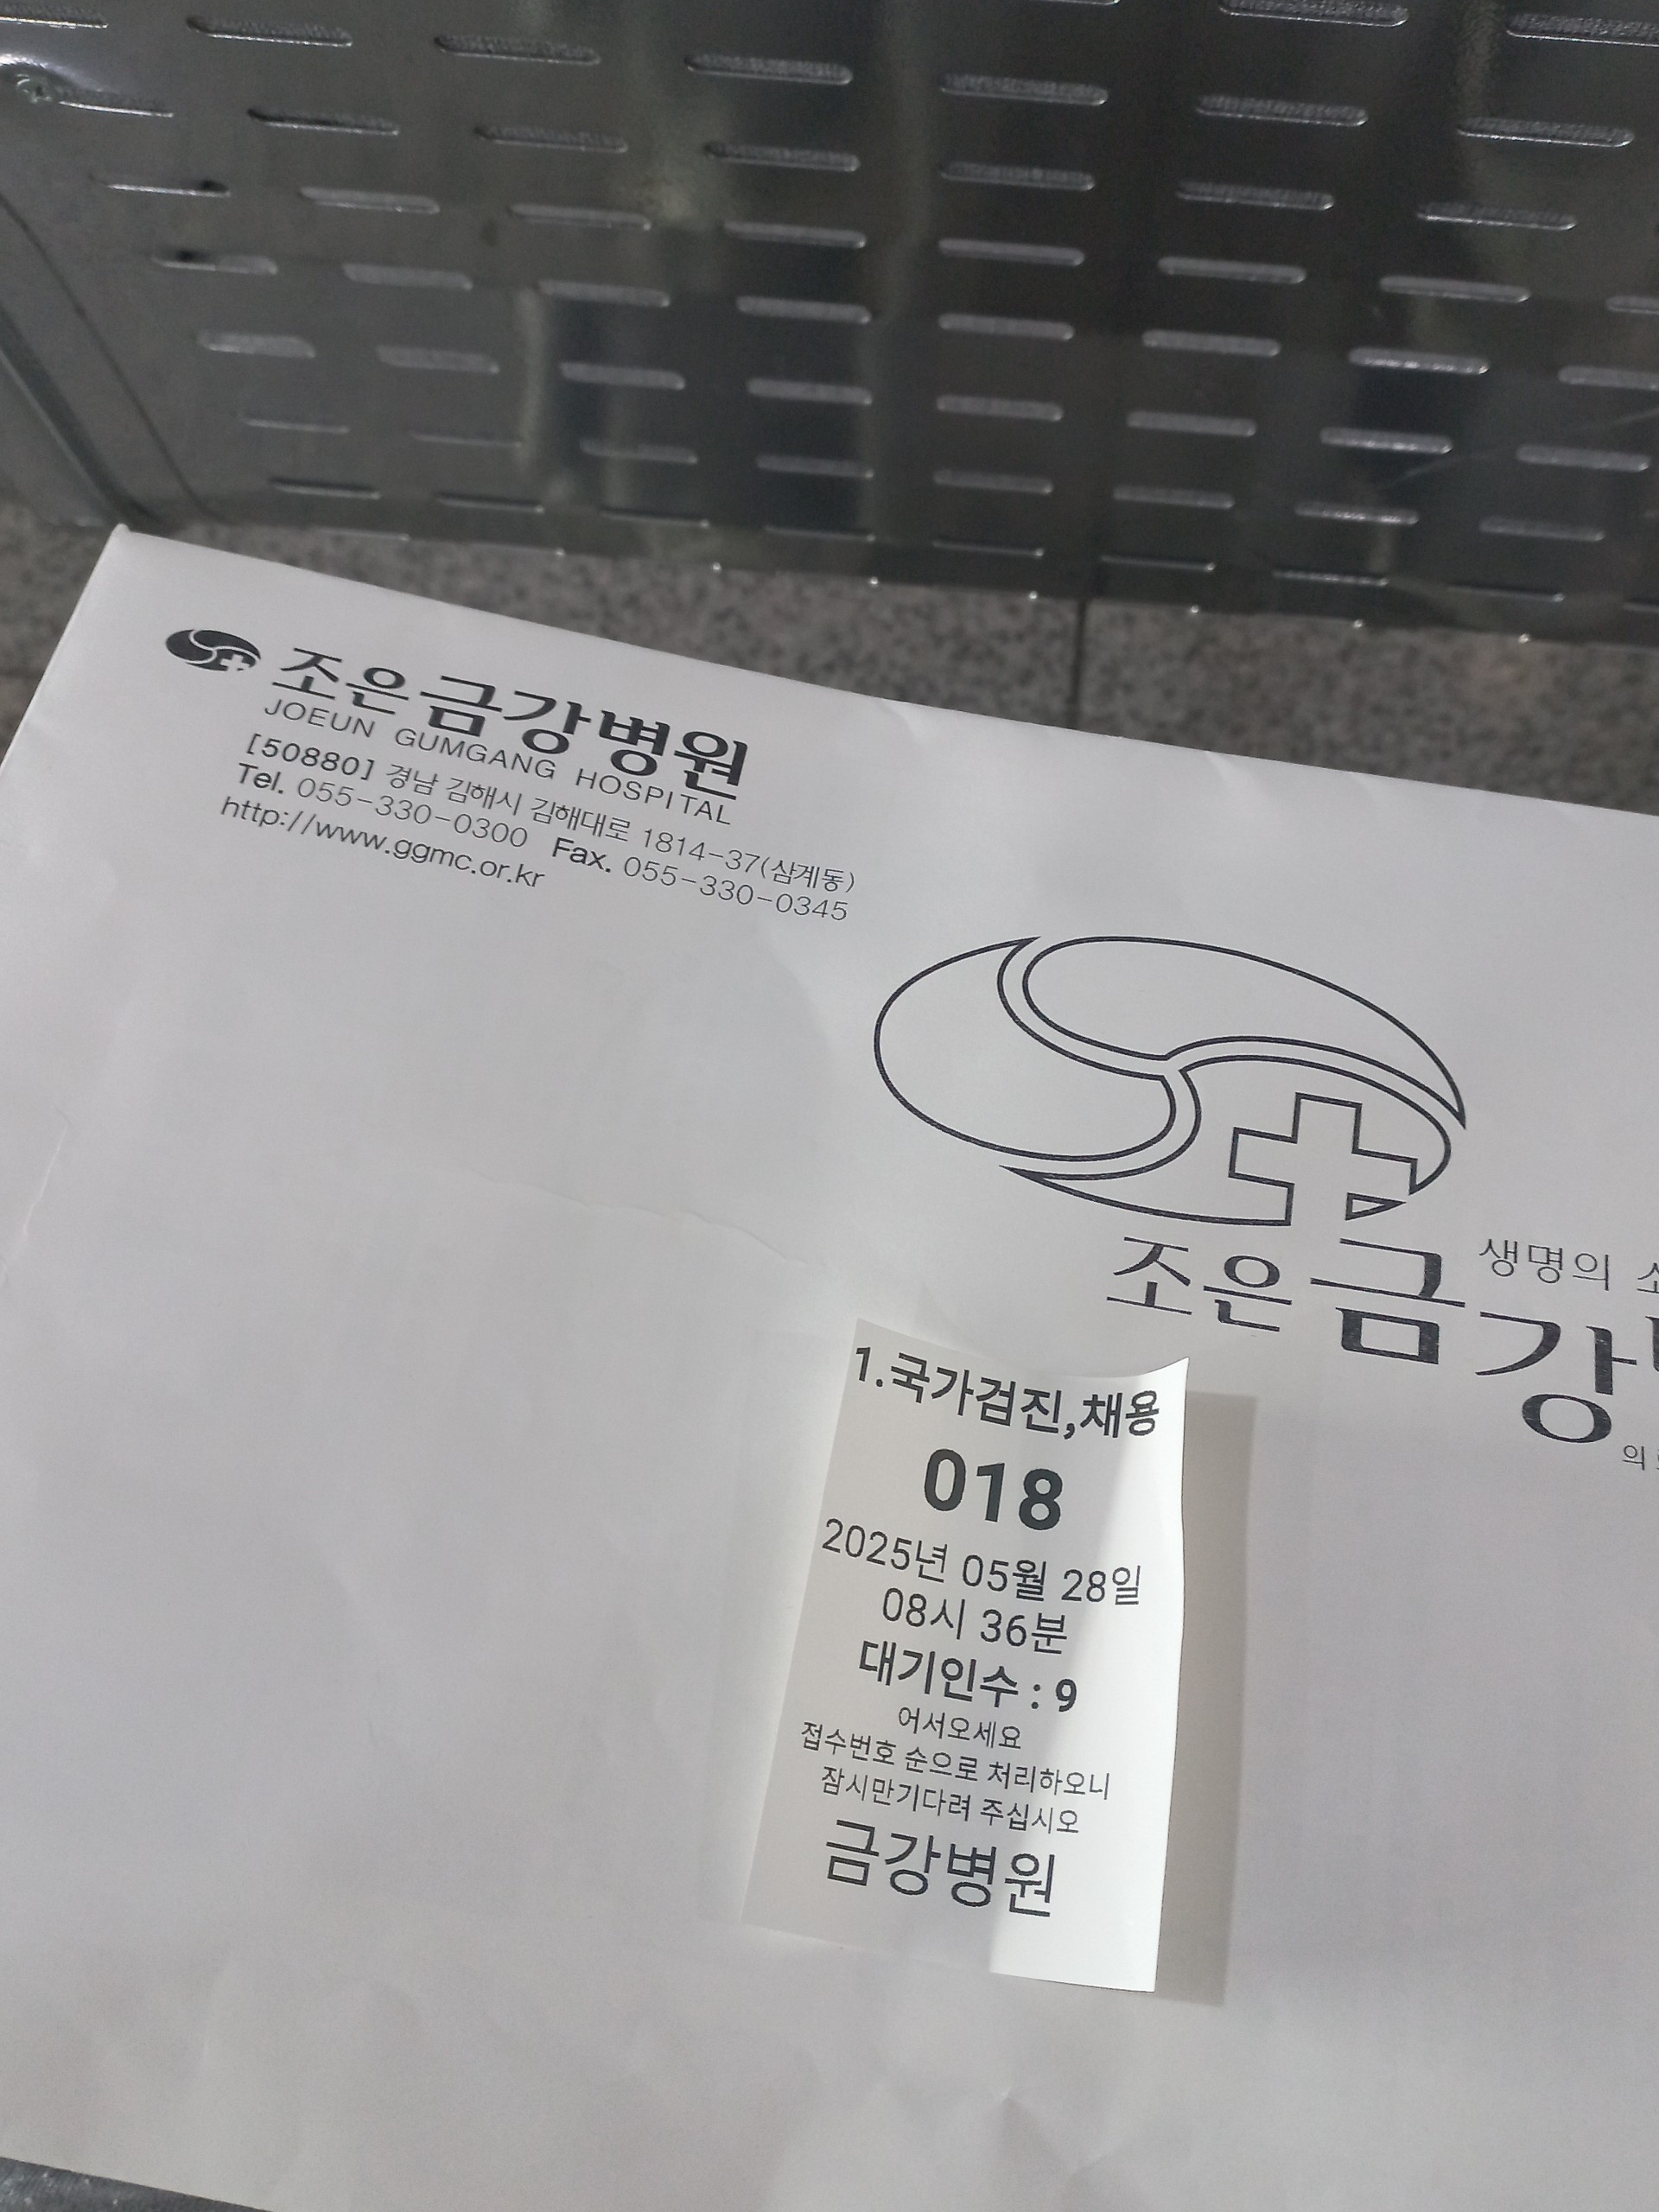 조은금강병원
JOEUN GUMGANG HOSPITAL
[50880] 경남 김해시 김해대로 1814-37(삼계동)
Tel. 055-330-0300 Fax. 055-330-0345
http://www.ggmc.or.kr
생명의
조은금강
1.국가검진,채용
018
2025년 05월 28일
08시 36분
대기인수 : 9
어서오세요
접수번호 순으로 처리하오니
잠시만기다려 주십시오
금강병원